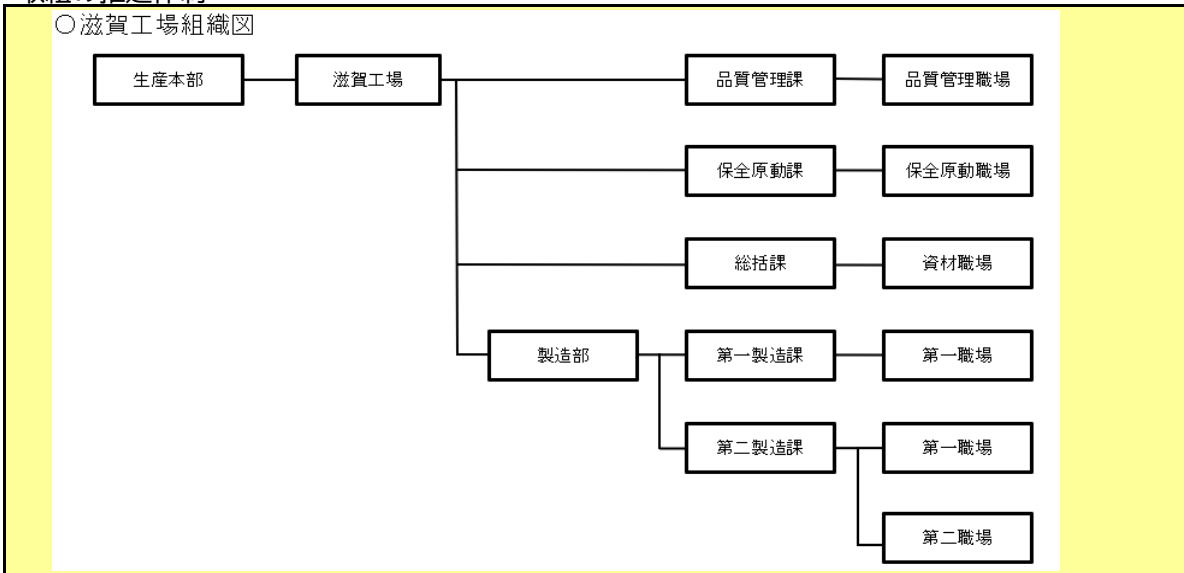 ○滋賀工場組織図
生産本部 滋賀工場 品質管理課 品質管理職場
保全原動課 保全原動職場
総括課 資材職場
製造部 第一製造課 第一職場
第二製造課 第一職場
第二職場